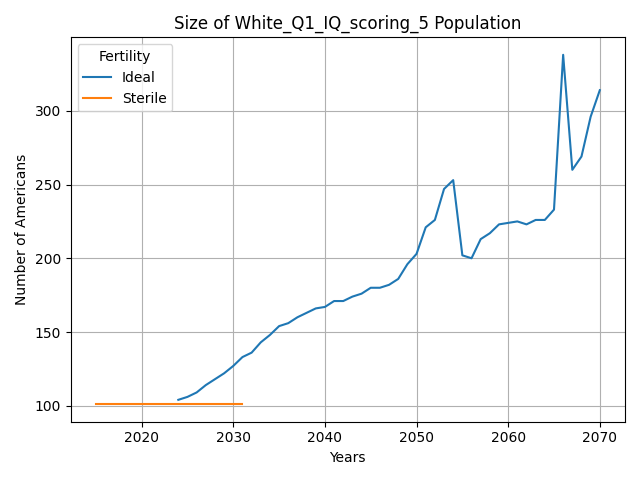 Size of White_Q1_IQ_scoring_5 Population
Fertility
Ideal
Sterile
Number of Americans
300
250
200
150
100
2020 2030 2040 2050 2060 2070
Years